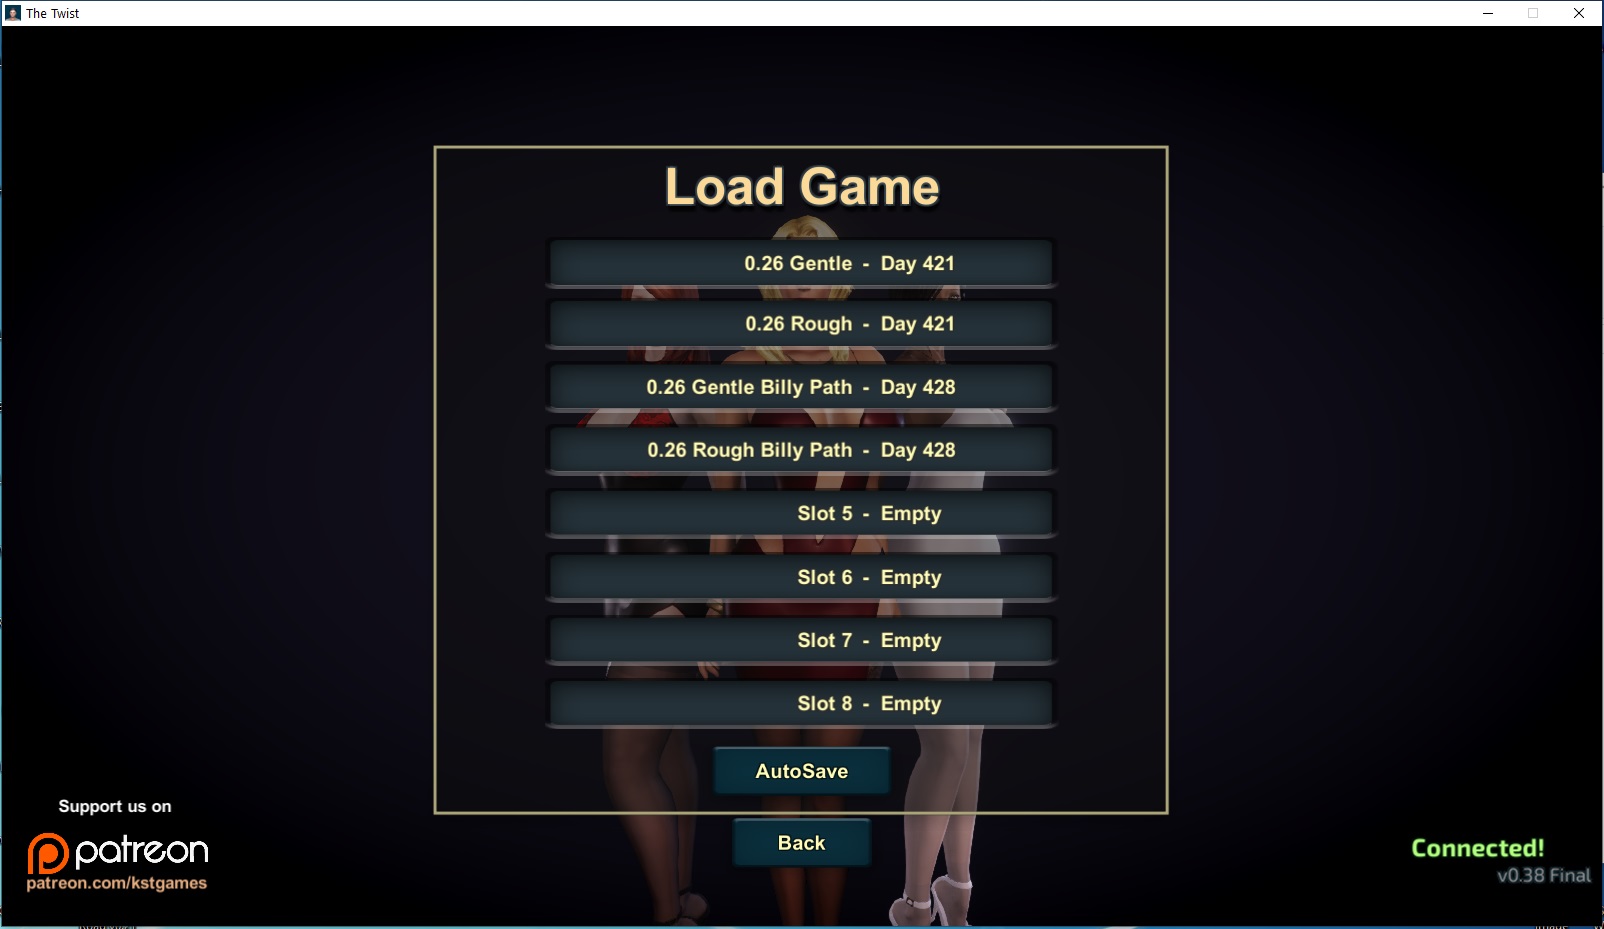 The Twist
Load Game
0.26 Gentle - Day 421
0.26 Rough - Day 421
0.26 Gentle Billy Path - Day 428
0.26 Rough Billy Path - Day 428
Slot 5 - Empty
Slot 6 - Empty
Slot 7 - Empty
Slot 8 - Empty
AutoSave
Back
Support us on
patreon
patreon.com/kstgames
Connected!
v0.38 Final